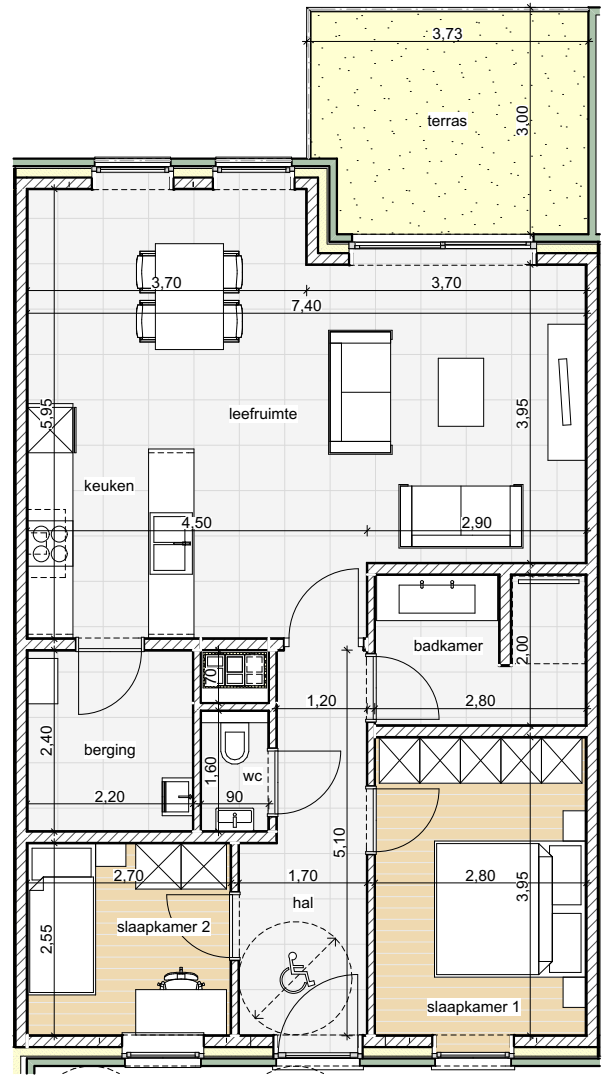 3,73
terras
3,00
3,70
3,70
7,40
5,95
leefruimte
3,95
keuken
4,50
2,90
badkamer
2,00
70
1,20
2,80
2,40
berging
1,60
wc
2,20
90
5,10
2,70
1,70
2,80
3,95
hal
slaapkamer 2
2,55
slaapkamer 1